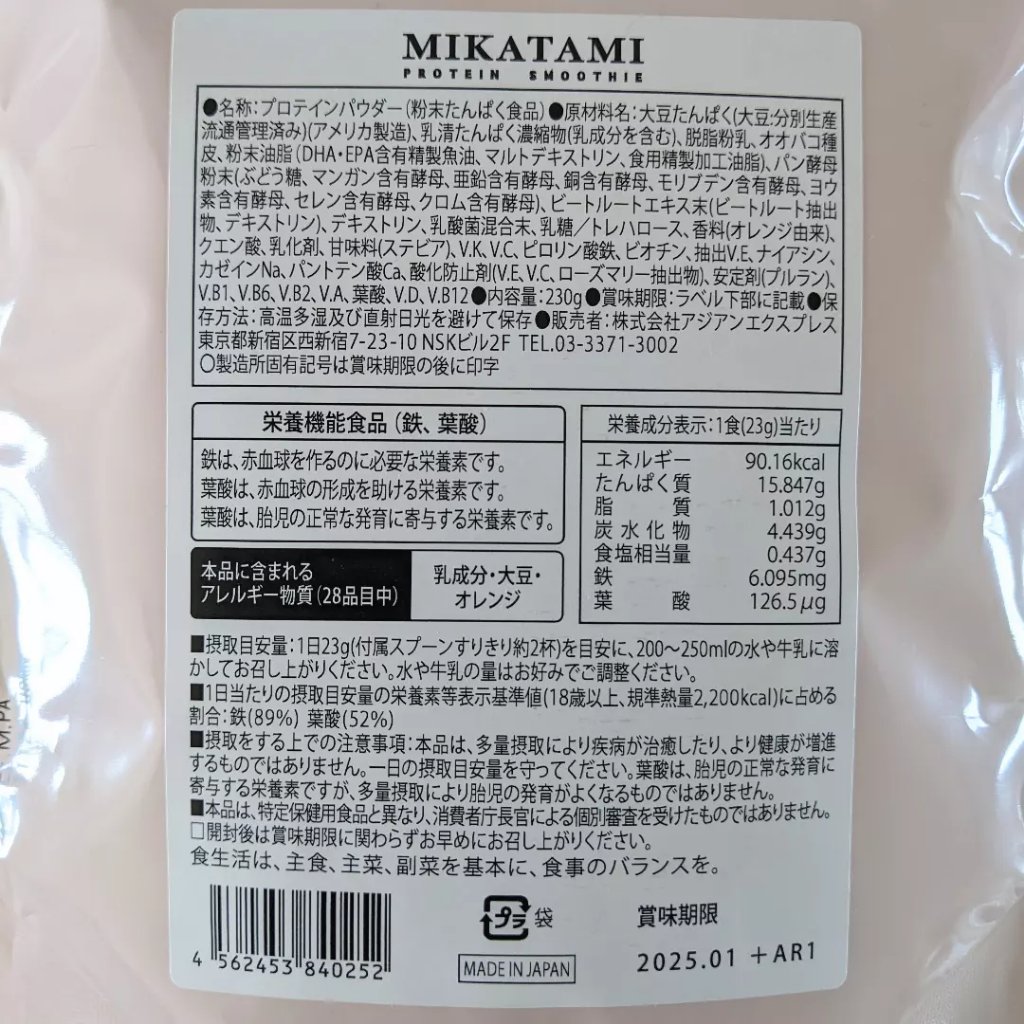 MIKATAMI
PROTEIN SMOOTHIE
●名称：プロテインパウダー（粉末たんぱく食品）●原材料名：大豆たんぱく(大豆:分別生産
流通管理済み)(アメリカ製造)、乳清たんぱく濃縮物(乳成分を含む)、脱脂粉乳、オオバコ種
皮、粉末油脂（DHA・EPA含有精製魚油、マルトデキストリン、食用精製加工油脂)、パン酵母
粉末(ぶどう糖、マンガン含有酵母、亜鉛含有酵母、銅含有酵母、モリブデン含有酵母、ヨウ
素含有酵母、セレン含有酵母、クロム含有酵母)、ビートルートエキス末(ビートルート抽出
物、デキストリン)、デキストリン、乳酸菌混合末、乳糖／トレハロース、香料(オレンジ由来)、
クエン酸、乳化剤、甘味料(ステビア)、V.K、V.C、ピロリン酸鉄、ビオチン、抽出V.E、ナイアシン、
カゼインNa、パントテン酸Ca、酸化防止剤(V.E、V.C、ローズマリー抽出物)、安定剤(プルラン)、
V.B1、V.B6、V.B2、V.A、葉酸、V.D、V.B12●内容量：230g●賞味期限：ラベル下部に記載●保
存方法：高温多湿及び直射日光を避けて保存●販売者：株式会社アジアンエクスプレス
東京都新宿区西新宿7-23-10 NSKビル2F TEL.03-3371-3002
〇製造所固有記号は賞味期限の後に印字
栄養機能食品（鉄、葉酸）
鉄は、赤血球を作るのに必要な栄養素です。
葉酸は、赤血球の形成を助ける栄養素です。
葉酸は、胎児の正常な発育に寄与する栄養素です。
本品に含まれる
アレルギー物質（28品目中）
乳成分・大豆・
オレンジ
栄養成分表示：1食(23g)当たり
エネルギー 90.16kcal
たんぱく質 15.847g
脂質 1.012g
炭水化物 4.439g
食塩相当量 0.437g
鉄 6.095mg
葉酸 126.5μg
■摂取目安量：1日23g(付属スプーンすりきり約2杯)を目安に、200～250mlの水や牛乳に溶
かしてお召し上がりください。水や牛乳の量はお好みでご調整ください。
■1日当たりの摂取目安量の栄養素等表示基準値(18歳以上、規準熱量2,200kcal)に占める
割合：鉄(89%) 葉酸(52%)
■摂取をする上での注意事項：本品は、多量摂取により疾病が治癒したり、より健康が増進
するものではありません。一日の摂取目安量を守ってください。葉酸は、胎児の正常な発育に
寄与する栄養素ですが、多量摂取により胎児の発育がよくなるものではありません。
■本品は、特定保健用食品と異なり、消費者庁長官による個別審査を受けたものではありません。
□開封後は賞味期限に関わらずお早めにお召し上がりください。
食生活は、主食、主菜、副菜を基本に、食事のバランスを。
4 562453 840252
プラ 袋
MADE IN JAPAN
賞味期限
2025.01 +AR1